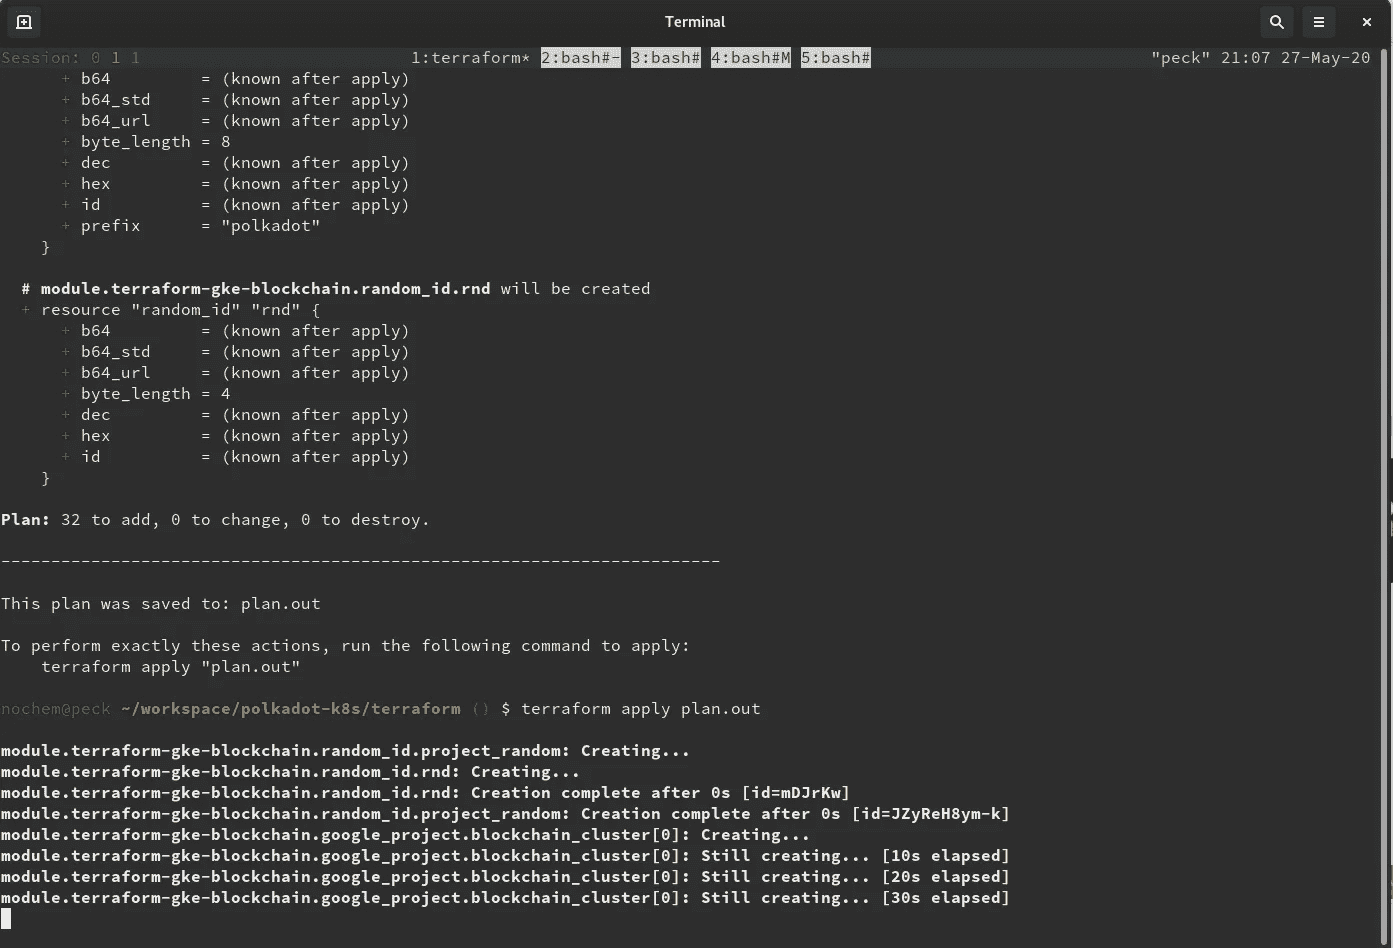 Terminal
Session: 0 1 1 1:terraform* 2:bash#- 3:bash# 4:bash#M 5:bash# "peck" 21:07 27-May-20
+ b64 = (known after apply)
+ b64_std = (known after apply)
+ b64_url = (known after apply)
+ byte_length = 8
+ dec = (known after apply)
+ hex = (known after apply)
+ id = (known after apply)
+ prefix = "polkadot"
}
# module.terraform-gke-blockchain.random_id.rnd will be created
+ resource "random_id" "rnd" {
+ b64 = (known after apply)
+ b64_std = (known after apply)
+ b64_url = (known after apply)
+ byte_length = 4
+ dec = (known after apply)
+ hex = (known after apply)
+ id = (known after apply)
}
Plan: 32 to add, 0 to change, 0 to destroy.
------------------------------------------------------------------------
This plan was saved to: plan.out
To perform exactly these actions, run the following command to apply:
terraform apply "plan.out"
nochem@peck ~/workspace/polkadot-k8s/terraform () $ terraform apply plan.out
module.terraform-gke-blockchain.random_id.project_random: Creating...
module.terraform-gke-blockchain.random_id.rnd: Creating...
module.terraform-gke-blockchain.random_id.rnd: Creation complete after 0s [id=mDJrKw]
module.terraform-gke-blockchain.random_id.project_random: Creation complete after 0s [id=JZyReH8ym-k]
module.terraform-gke-blockchain.google_project.blockchain_cluster[0]: Creating...
module.terraform-gke-blockchain.google_project.blockchain_cluster[0]: Still creating... [10s elapsed]
module.terraform-gke-blockchain.google_project.blockchain_cluster[0]: Still creating... [20s elapsed]
module.terraform-gke-blockchain.google_project.blockchain_cluster[0]: Still creating... [30s elapsed]